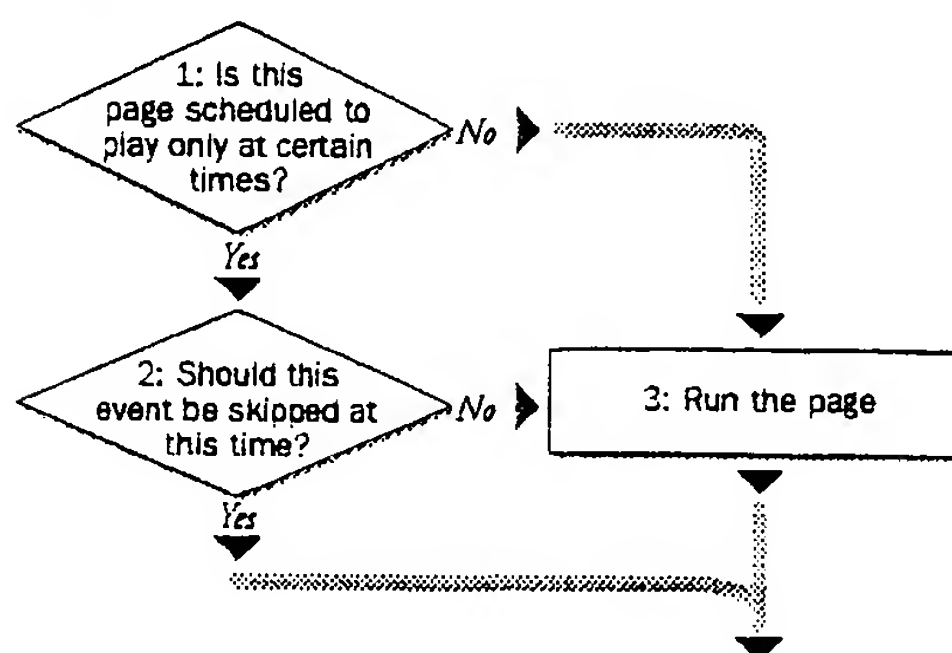 1: Is this
page scheduled to
play only at certain
times?
No
Yes
2: Should this
event be skipped at
this time?
No
3: Run the page
Yes